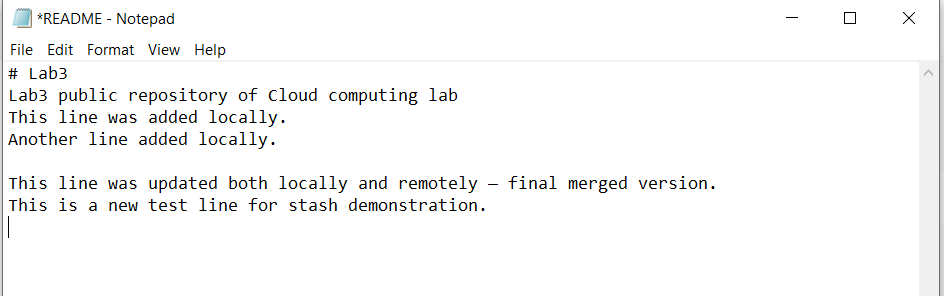 *README - Notepad
File Edit Format View Help
# Lab3
Lab3 public repository of Cloud computing lab
This line was added locally.
Another line added locally.
This line was updated both locally and remotely – final merged version.
This is a new test line for stash demonstration.